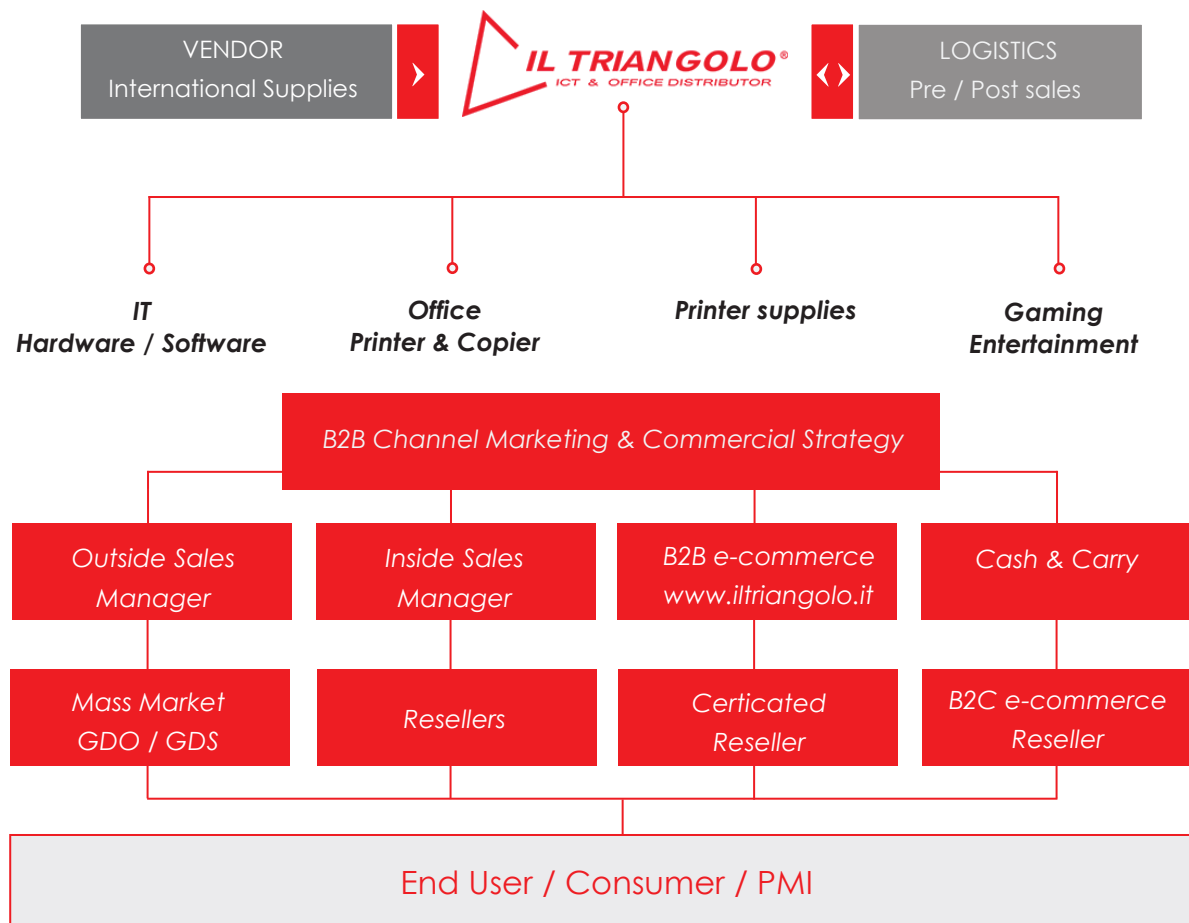 VENDOR
International Supplies
IL TRIANGOLO®
ICT & OFFICE DISTRIBUTOR
LOGISTICS
Pre / Post sales
IT
Hardware / Software
Office
Printer & Copier
Printer supplies
Gaming
Entertainment
B2B Channel Marketing & Commercial Strategy
Outside Sales
Manager
Inside Sales
Manager
B2B e-commerce
www.iltriangolo.it
Cash & Carry
Mass Market
GDO / GDS
Resellers
Certicated
Reseller
B2C e-commerce
Reseller
End User / Consumer / PMI